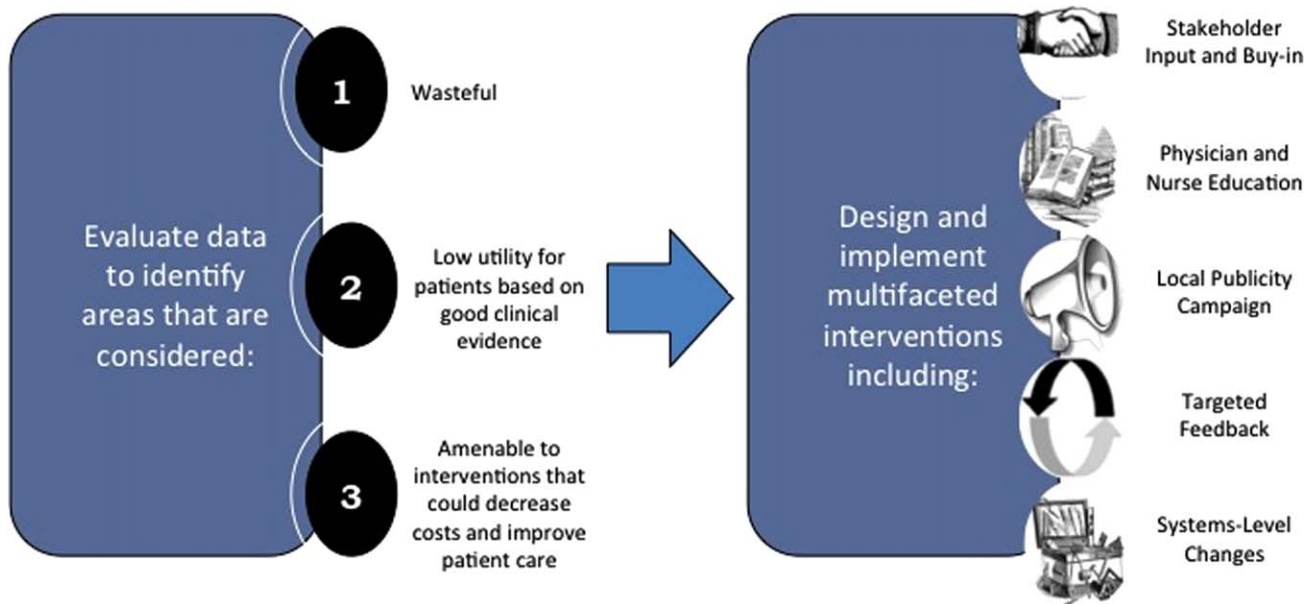 Evaluate data
to identify
areas that are
considered:
1
Wasteful
2
Low utility for
patients based on
good clinical
evidence
3
Amenable to
interventions that
could decrease
costs and improve
patient care
Design and
implement
multifaceted
interventions
including:
Stakeholder
Input and Buy-in
Physician and
Nurse Education
Local Publicity
Campaign
Targeted
Feedback
Systems-Level
Changes